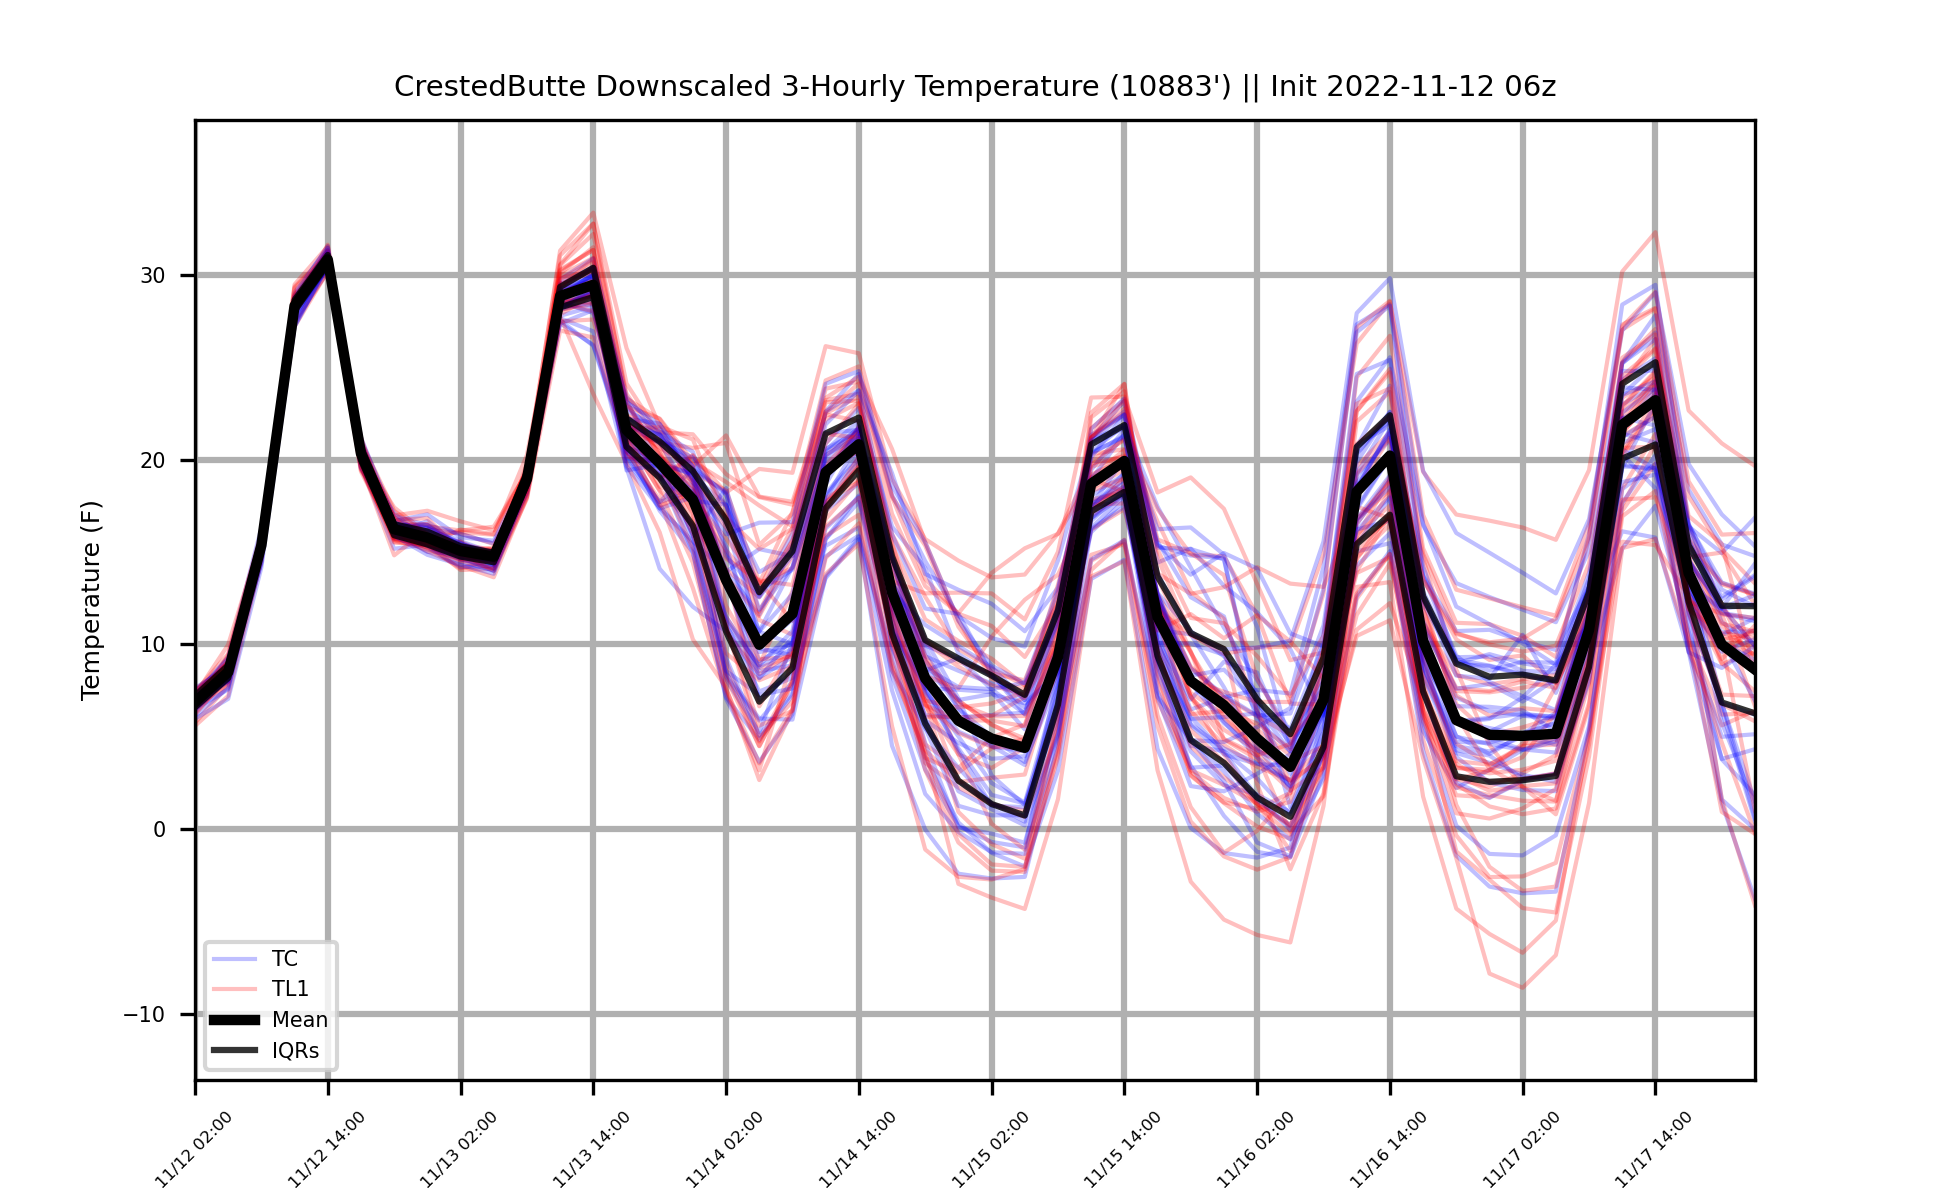 CrestedButte Downscaled 3-Hourly Temperature (10883') || Init 2022-11-12 06z
Temperature (F)
30
20
10
0
−10
TC
TL1
Mean
IQRs
11/12 02:00
11/12 14:00
11/13 02:00
11/13 14:00
11/14 02:00
11/14 14:00
11/15 02:00
11/15 14:00
11/16 02:00
11/16 14:00
11/17 02:00
11/17 14:00